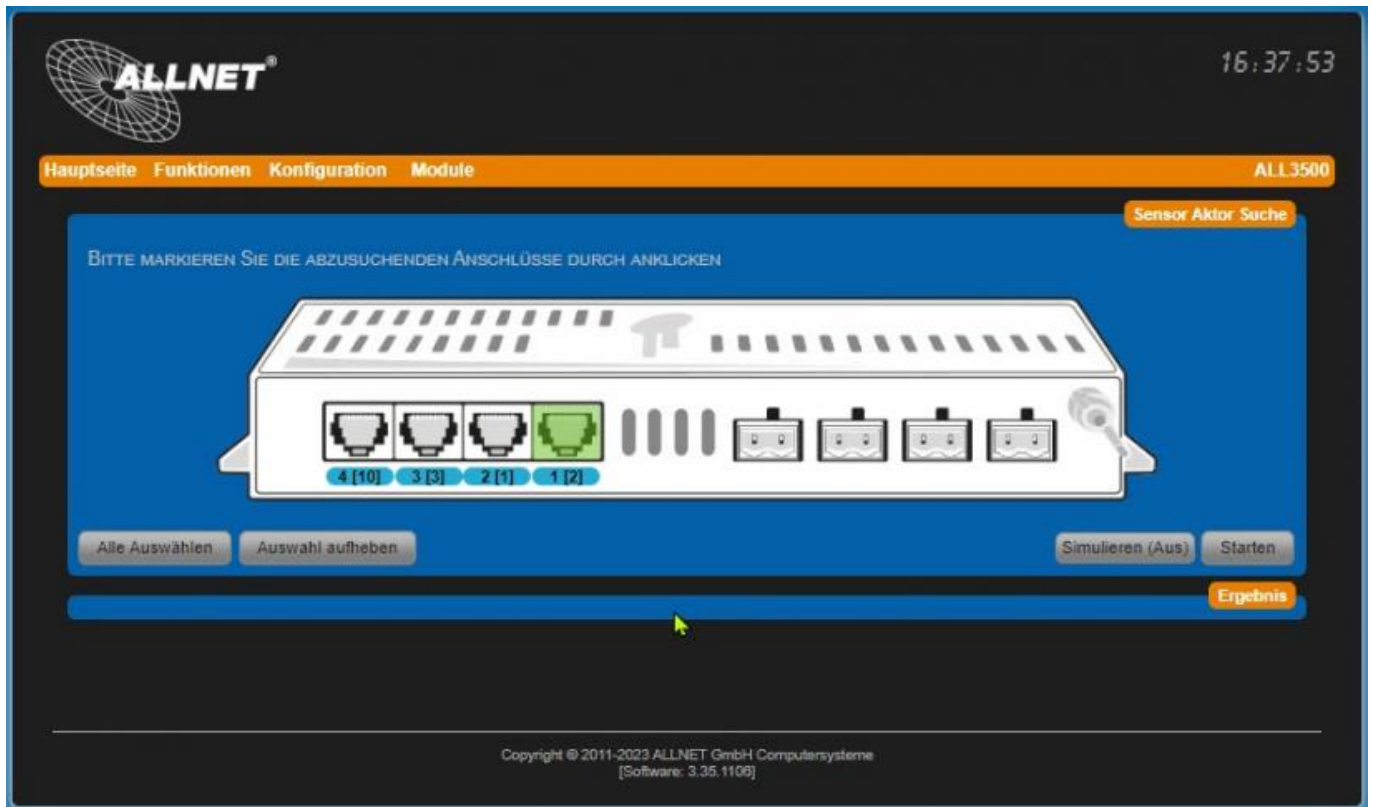 ALLNET®
16:37:53
Hauptseite Funktionen Konfiguration Module ALL3500
Sensor Aktor Suche
Bitte markieren Sie die abzusuchenden Anschlüsse durch anklicken
4 [10] 3 [3] 2 [1] 1 [2]
Alle Auswählen Auswahl aufheben Simulieren (Aus) Starten
Ergebnis
Copyright © 2011-2023 ALLNET GmbH Computersysteme
[Software: 3.35.1106]